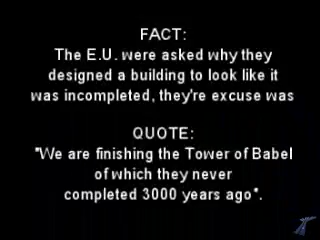 FACT:
The E.U. were asked why they
designed a building to look like it
was incompleted, they're excuse was
QUOTE:
"We are finishing the Tower of Babel
of which they never
completed 3000 years ago".